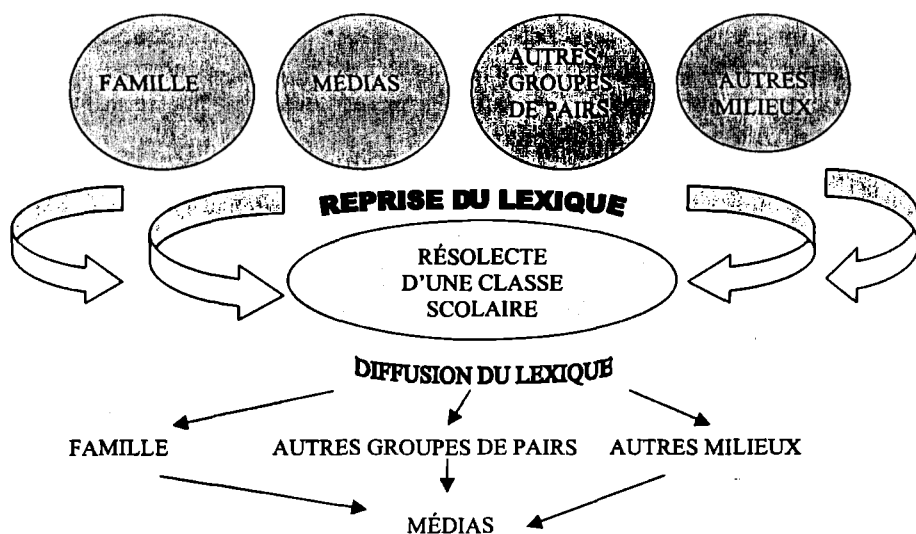 FAMILLE
MÉDIAS
AUTRES
GROUPES
DE PAIRS
AUTRES
MILIEUX
REPRISE DU LEXIQUE
RÉSOLECTE
D'UNE CLASSE
SCOLAIRE
DIFFUSION DU LEXIQUE
FAMILLE
AUTRES GROUPES DE PAIRS
AUTRES MILIEUX
MÉDIAS